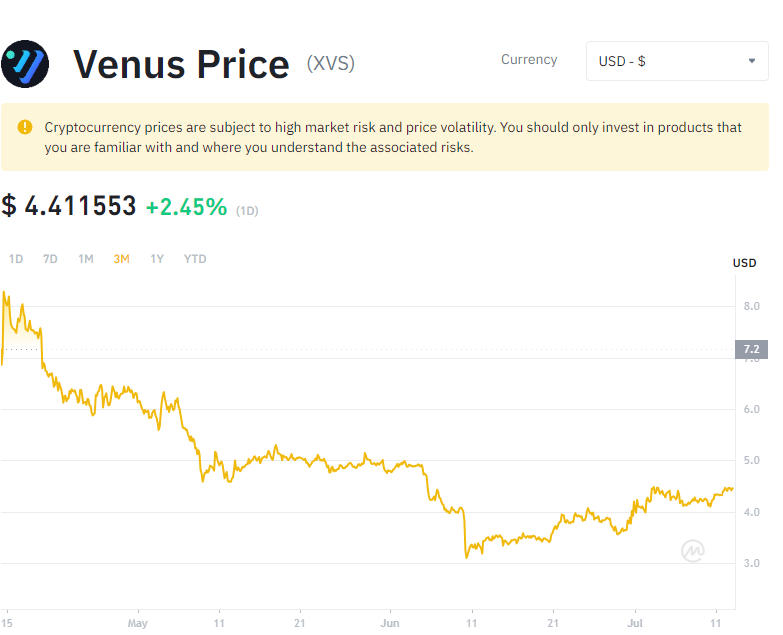 Venus Price (XVS)
Currency
USD - $
Cryptocurrency prices are subject to high market risk and price volatility. You should only invest in products that
you are familiar with and where you understand the associated risks.
$ 4.411553 +2.45% (1D)
1D 7D 1M 3M 1Y YTD
USD
8.0
7.2
7.0
6.0
5.0
4.0
3.0
15 May 11 21 Jun 11 21 Jul 11